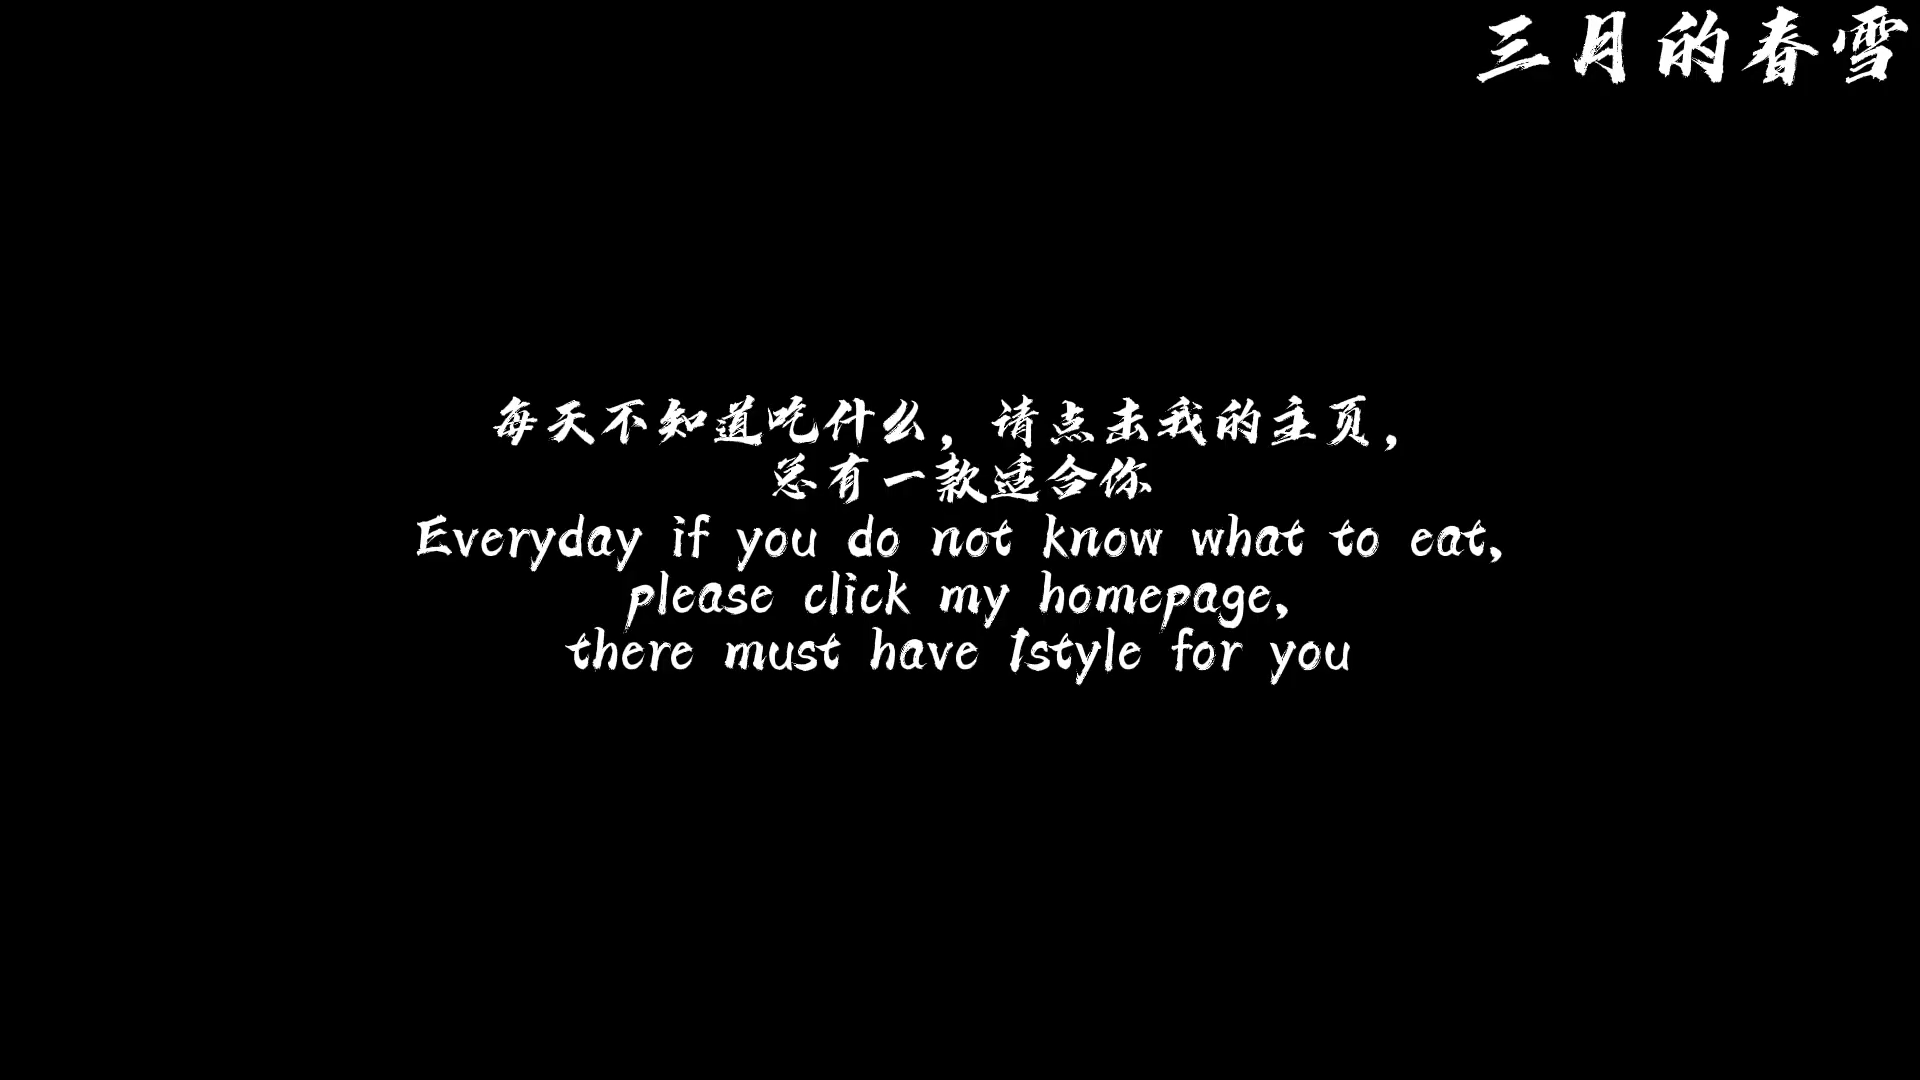 三月的春雪
每天不知道吃什么，请点击我的主页，
总有一款适合你
Everyday if you do not know what to eat,
please click my homepage,
there must have 1style for you